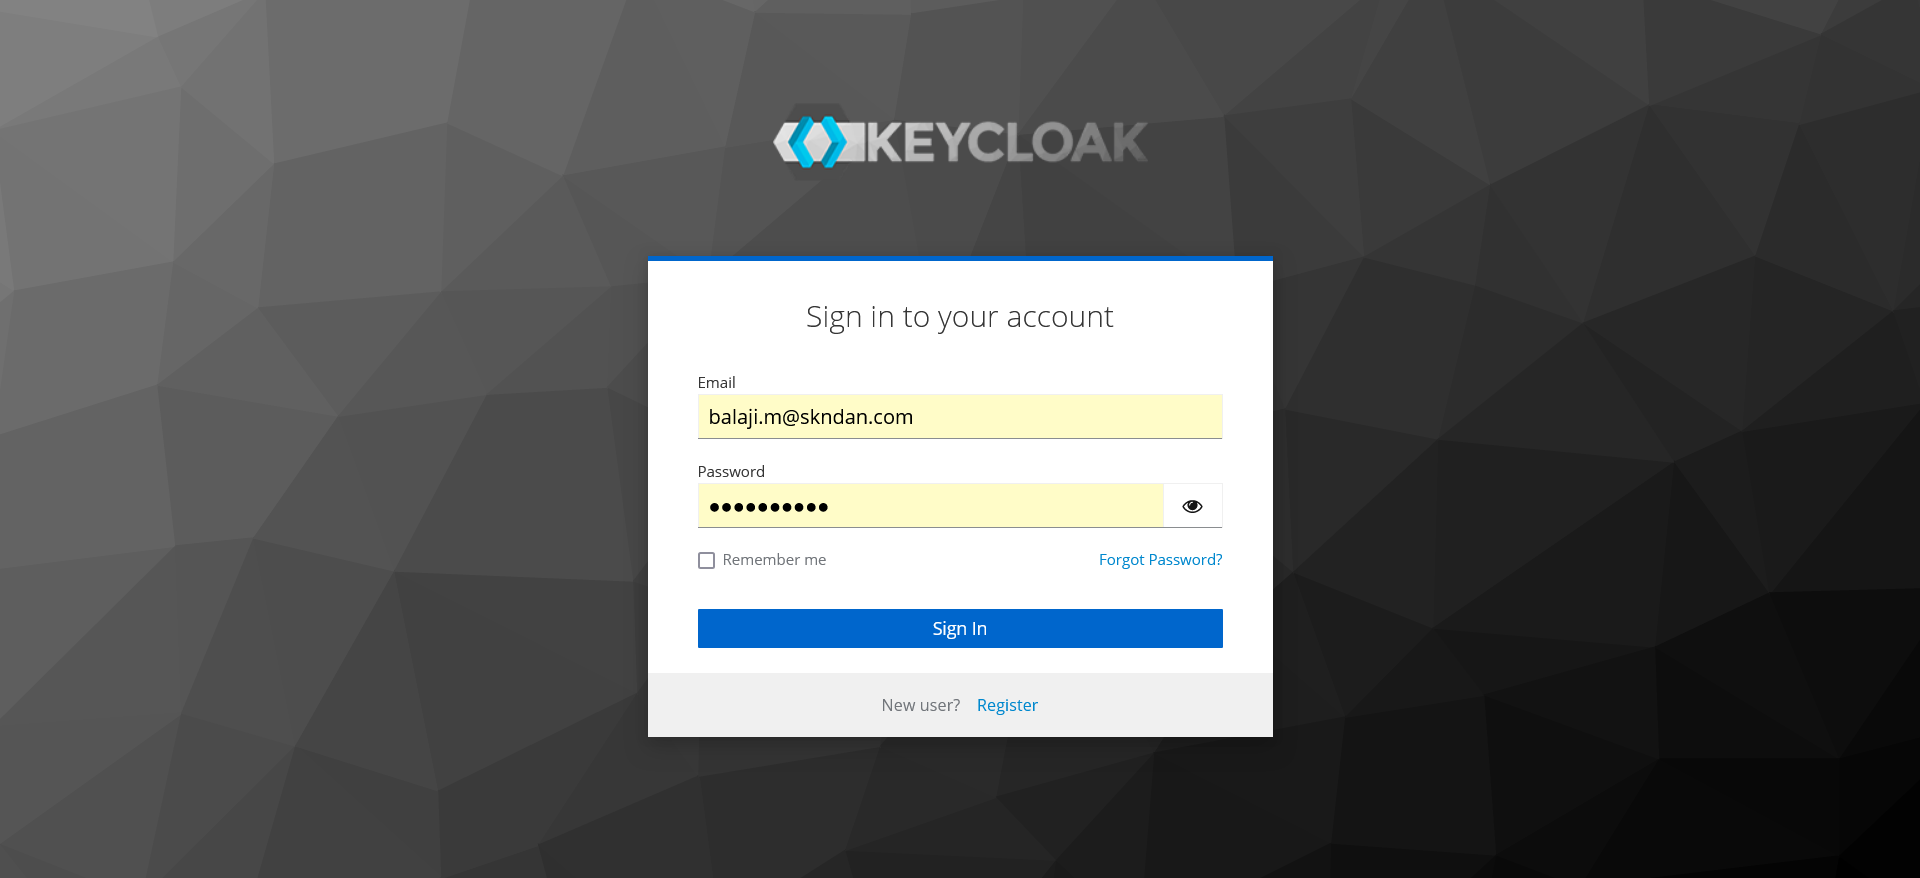 KEYCLOAK
Sign in to your account
Email
balaji.m@skndan.com
Password
●●●●●●●●●●
Remember me
Forgot Password?
Sign In
New user? Register